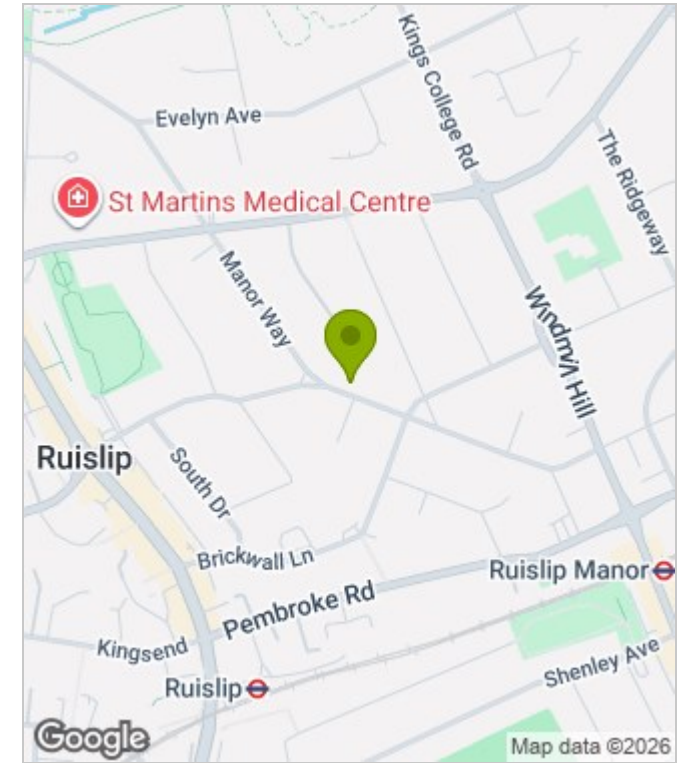 Kings College Rd
Evelyn Ave
The Ridgeway
St Martins Medical Centre
Manor Way
Windmill Hill
Ruislip
South Dr
Brickwall Ln
Ruislip Manor
Pembroke Rd
Kingsend
Shenley Ave
Ruislip
Google
Map data ©2026